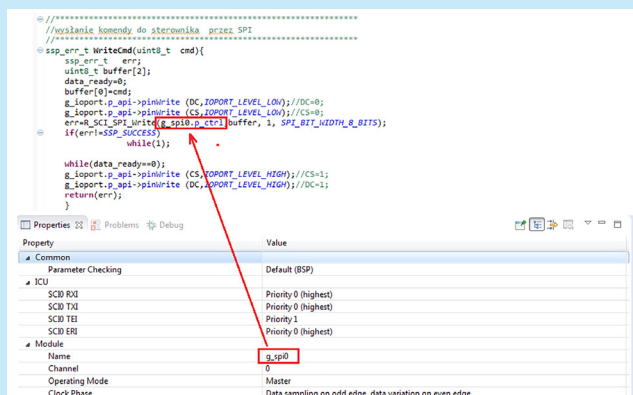 //************************************************************
//wysłanie komendy do sterownika przez SPI
//************************************************************
ssp_err_t WriteCmd(uint8_t cmd){
ssp_err_t err;
uint8_t buffer[2];
data_ready=0;
buffer[0]=cmd;
g_ioport.p_api->pinWrite (DC,IOPORT_LEVEL_LOW);//DC=0;
g_ioport.p_api->pinWrite (CS,IOPORT_LEVEL_LOW);//CS=0;
err=R_SCI_SPI_Write(g_spi0.p_ctrl buffer, 1, SPI_BIT_WIDTH_8_BITS);
if(err!=SSP_SUCCESS)
while(1);
while(data_ready==0);
g_ioport.p_api->pinWrite (CS,IOPORT_LEVEL_HIGH);//CS=1;
g_ioport.p_api->pinWrite (DC,IOPORT_LEVEL_HIGH);//DC=1;
return(err);
}
Properties Problems Debug
Property Value
Common
Parameter Checking Default (BSP)
ICU
SCI0 RXI Priority 0 (highest)
SCI0 TXI Priority 0 (highest)
SCI0 TEI Priority 1
SCI0 ERI Priority 0 (highest)
Module
Name g_spi0
Channel 0
Operating Mode Master
Clock Phase Data sampling on odd edge, data variation on even edge